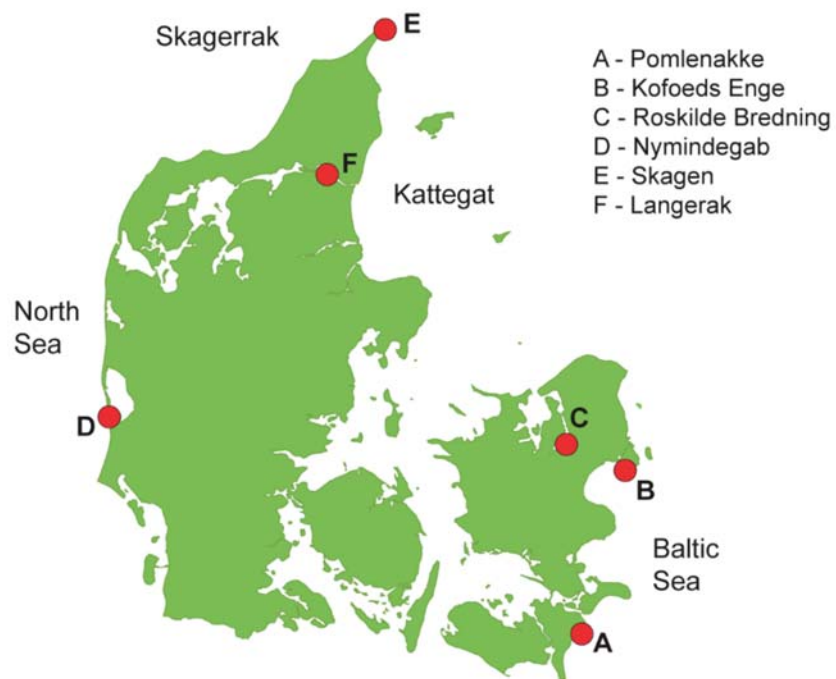 Skagerrak
E
A - Pomlenakke
B - Kofoeds Enge
C - Roskilde Bredning
D - Nymindegab
E - Skagen
F - Langerak
F
Kattegat
North
Sea
D
C
B
Baltic
Sea
A